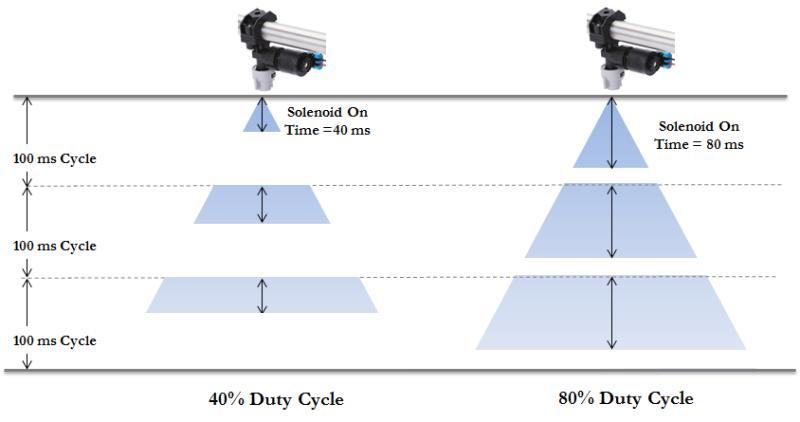 Solenoid On
Time =40 ms
Solenoid On
Time = 80 ms
100 ms Cycle
100 ms Cycle
100 ms Cycle
40% Duty Cycle
80% Duty Cycle